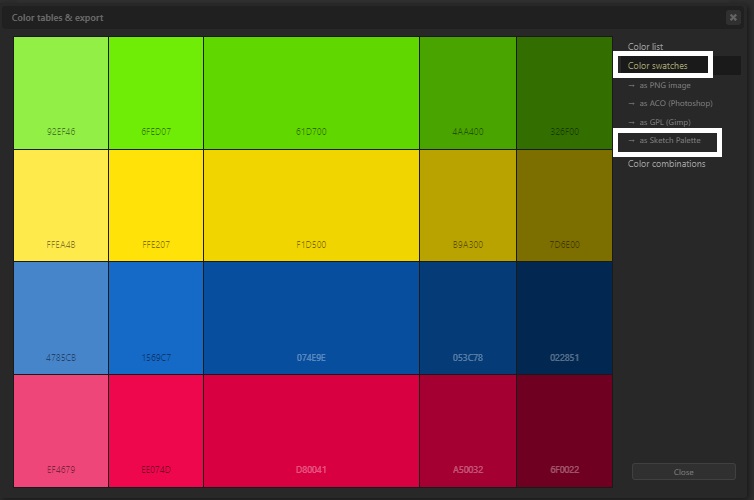 Color tables & export
92EF46 6FED07 61D700 4AA400 326F00
FFEA4B FFE207 F1D500 B9A300 7D6E00
4785CB 1569C7 074E9E 053C78 022851
EF4679 EE074D D80041 A50032 6F0022
Color list
Color swatches
→ as PNG image
→ as ACO (Photoshop)
→ as GPL (Gimp)
→ as Sketch Palette
Color combinations
Close